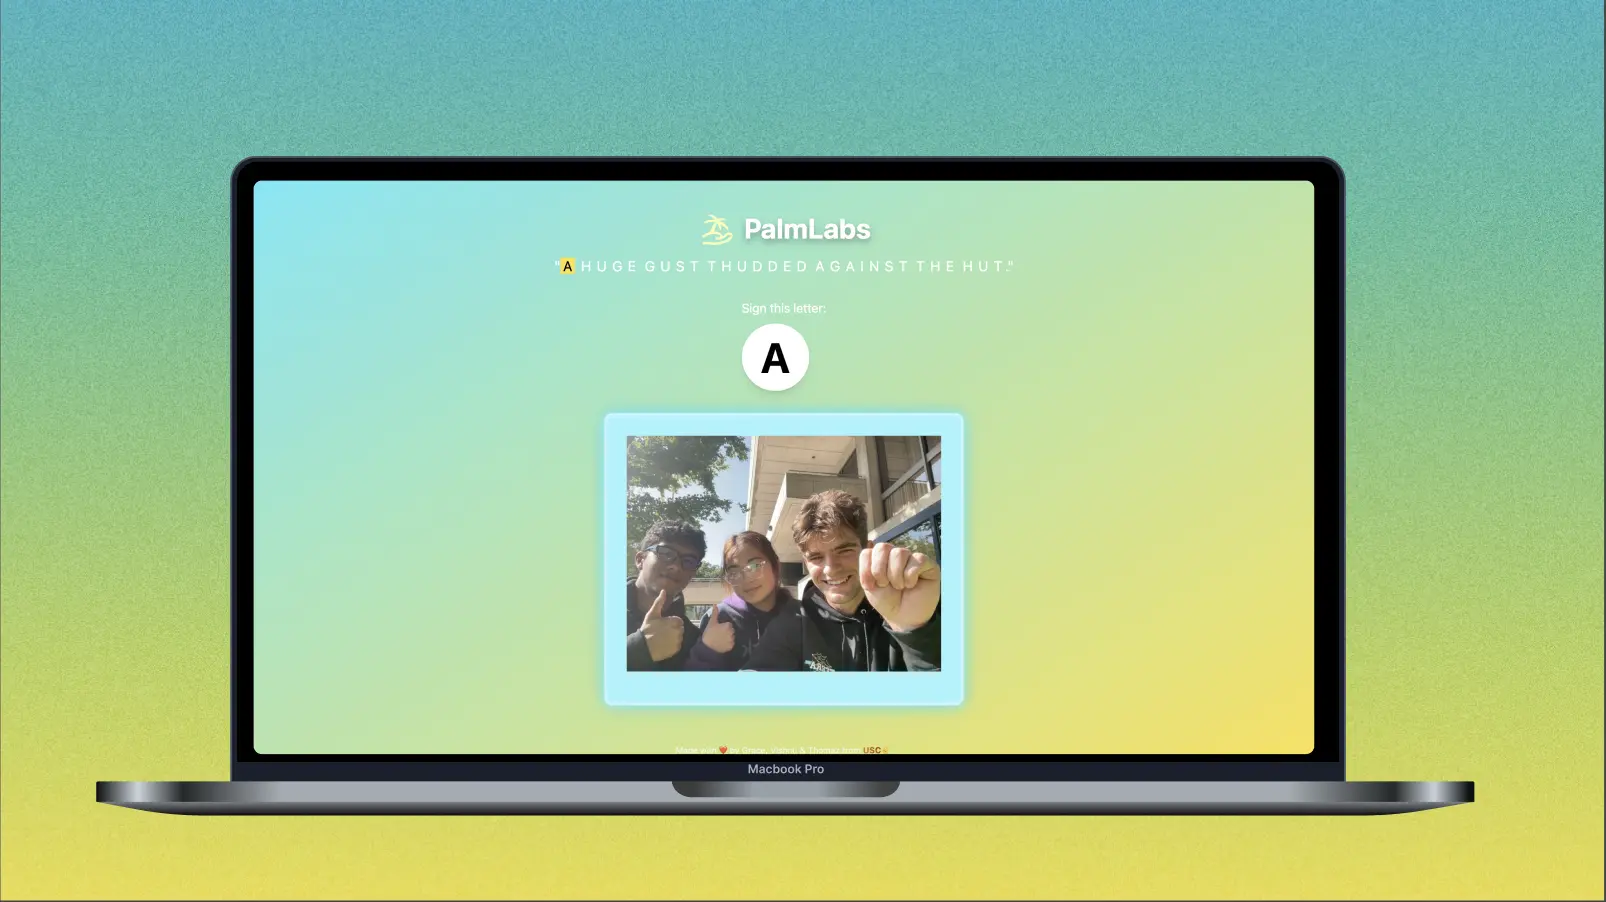 PalmLabs
"A HUGE GUST THUDDED AGAINST THE HUT."
Sign this letter:
A
Made with ❤️ by Grace, & Thomas from USC✌️
Macbook Pro